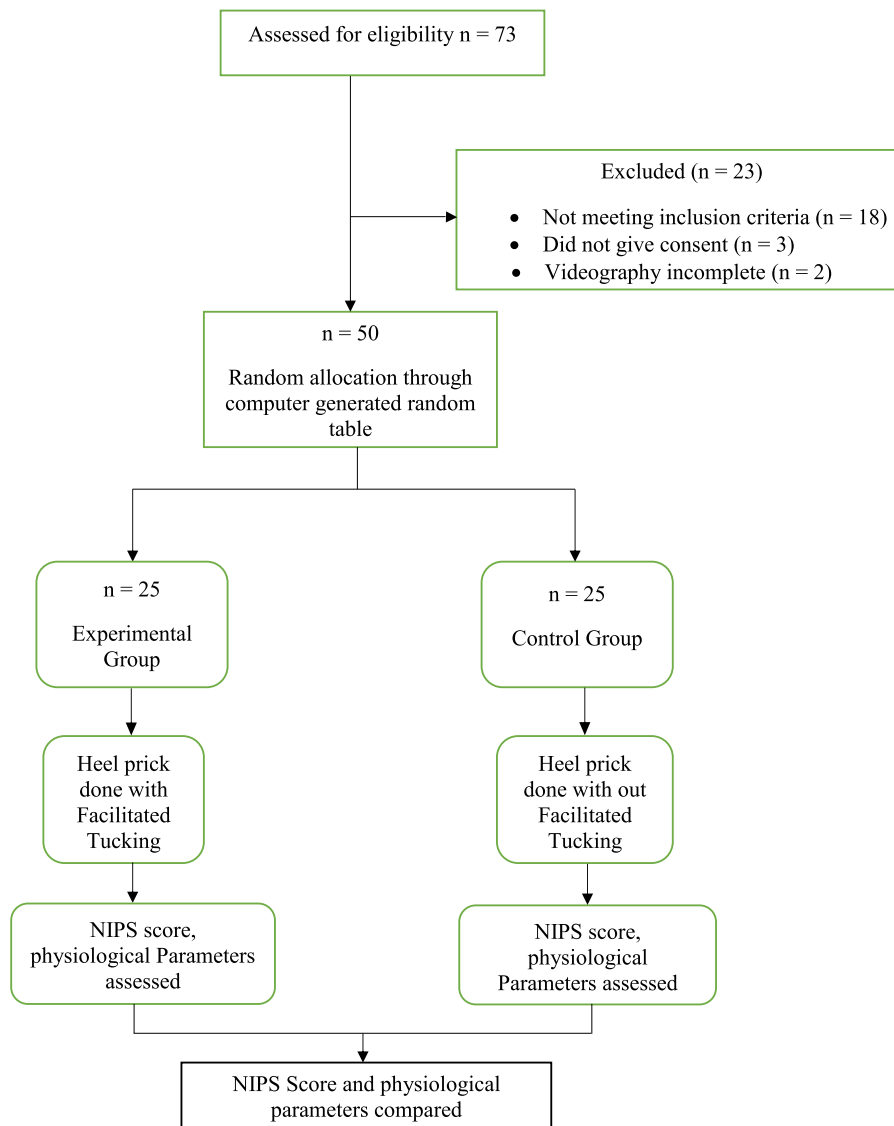 Assessed for eligibility n = 73
Excluded (n = 23)
• Not meeting inclusion criteria (n = 18)
• Did not give consent (n = 3)
• Videography incomplete (n = 2)
n = 50
Random allocation through
computer generated random
table
n = 25
Experimental
Group
n = 25
Control Group
Heel prick
done with
Facilitated
Tucking
Heel prick
done with out
Facilitated
Tucking
NIPS score,
physiological Parameters
assessed
NIPS score,
physiological
Parameters assessed
NIPS Score and physiological
parameters compared